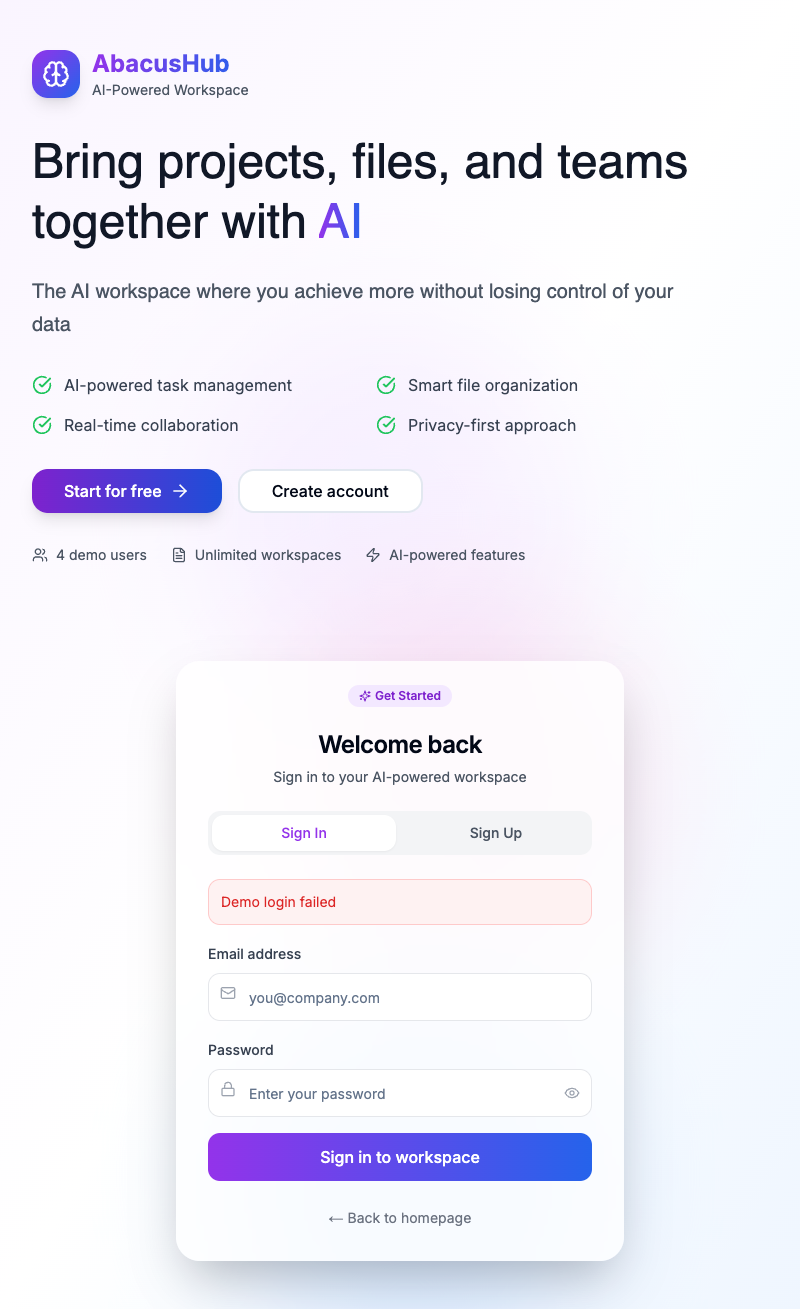 AbacusHub
AI-Powered Workspace
Bring projects, files, and teams
together with AI
The AI workspace where you achieve more without losing control of your
data
AI-powered task management
Smart file organization
Real-time collaboration
Privacy-first approach
Start for free →
Create account
4 demo users
Unlimited workspaces
AI-powered features
Get Started
Welcome back
Sign in to your AI-powered workspace
Sign In
Sign Up
Demo login failed
Email address
you@company.com
Password
Enter your password
Sign in to workspace
← Back to homepage